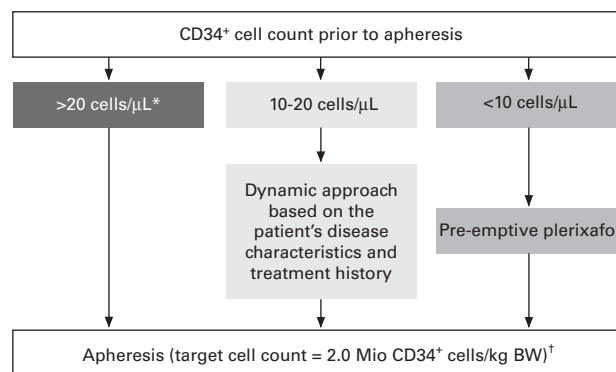 CD34⁺ cell count prior to apheresis
>20 cells/μL*
10-20 cells/μL
<10 cells/μL
Dynamic approach
based on the
patient's disease
characteristics and
treatment history
Pre-emptive plerixafo
Apheresis (target cell count = 2.0 Mio CD34⁺ cells/kg BW)†